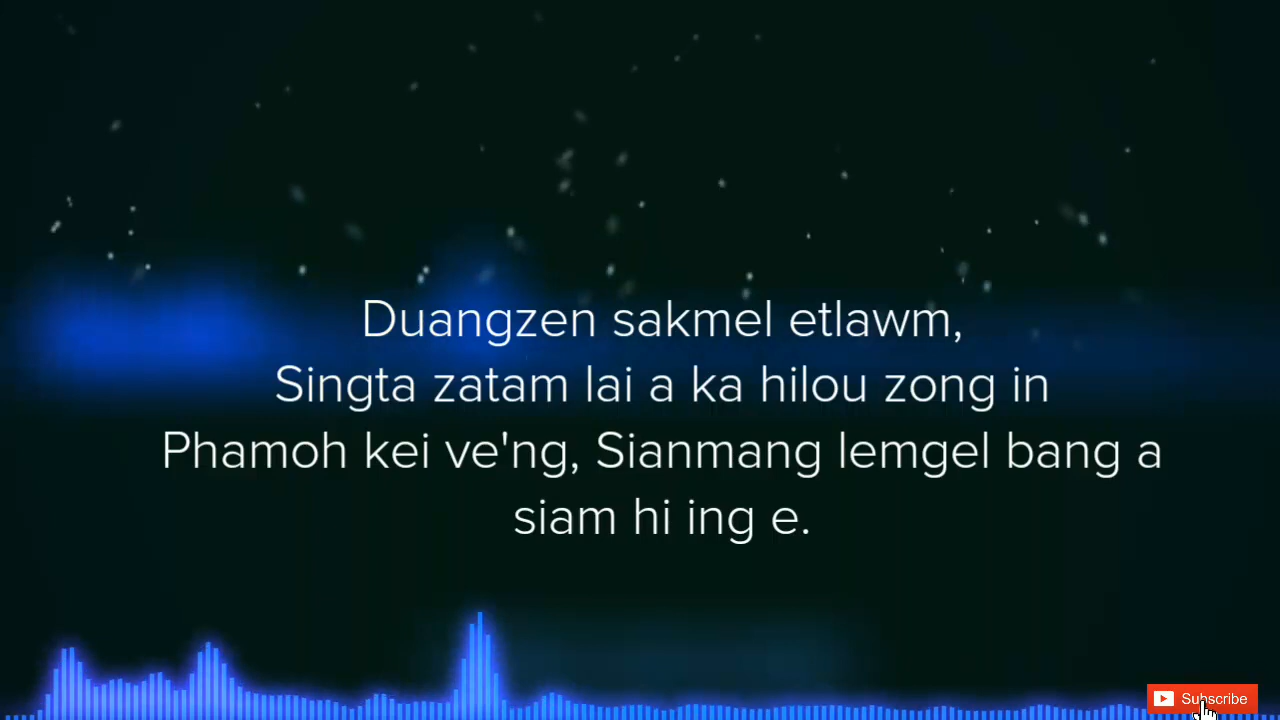 Duangzen sakmel etlawm,
Singta zatam lai a ka hilou zong in
Phamoh kei ve'ng, Sianmang lemgel bang a
siam hi ing e.
Subscribe